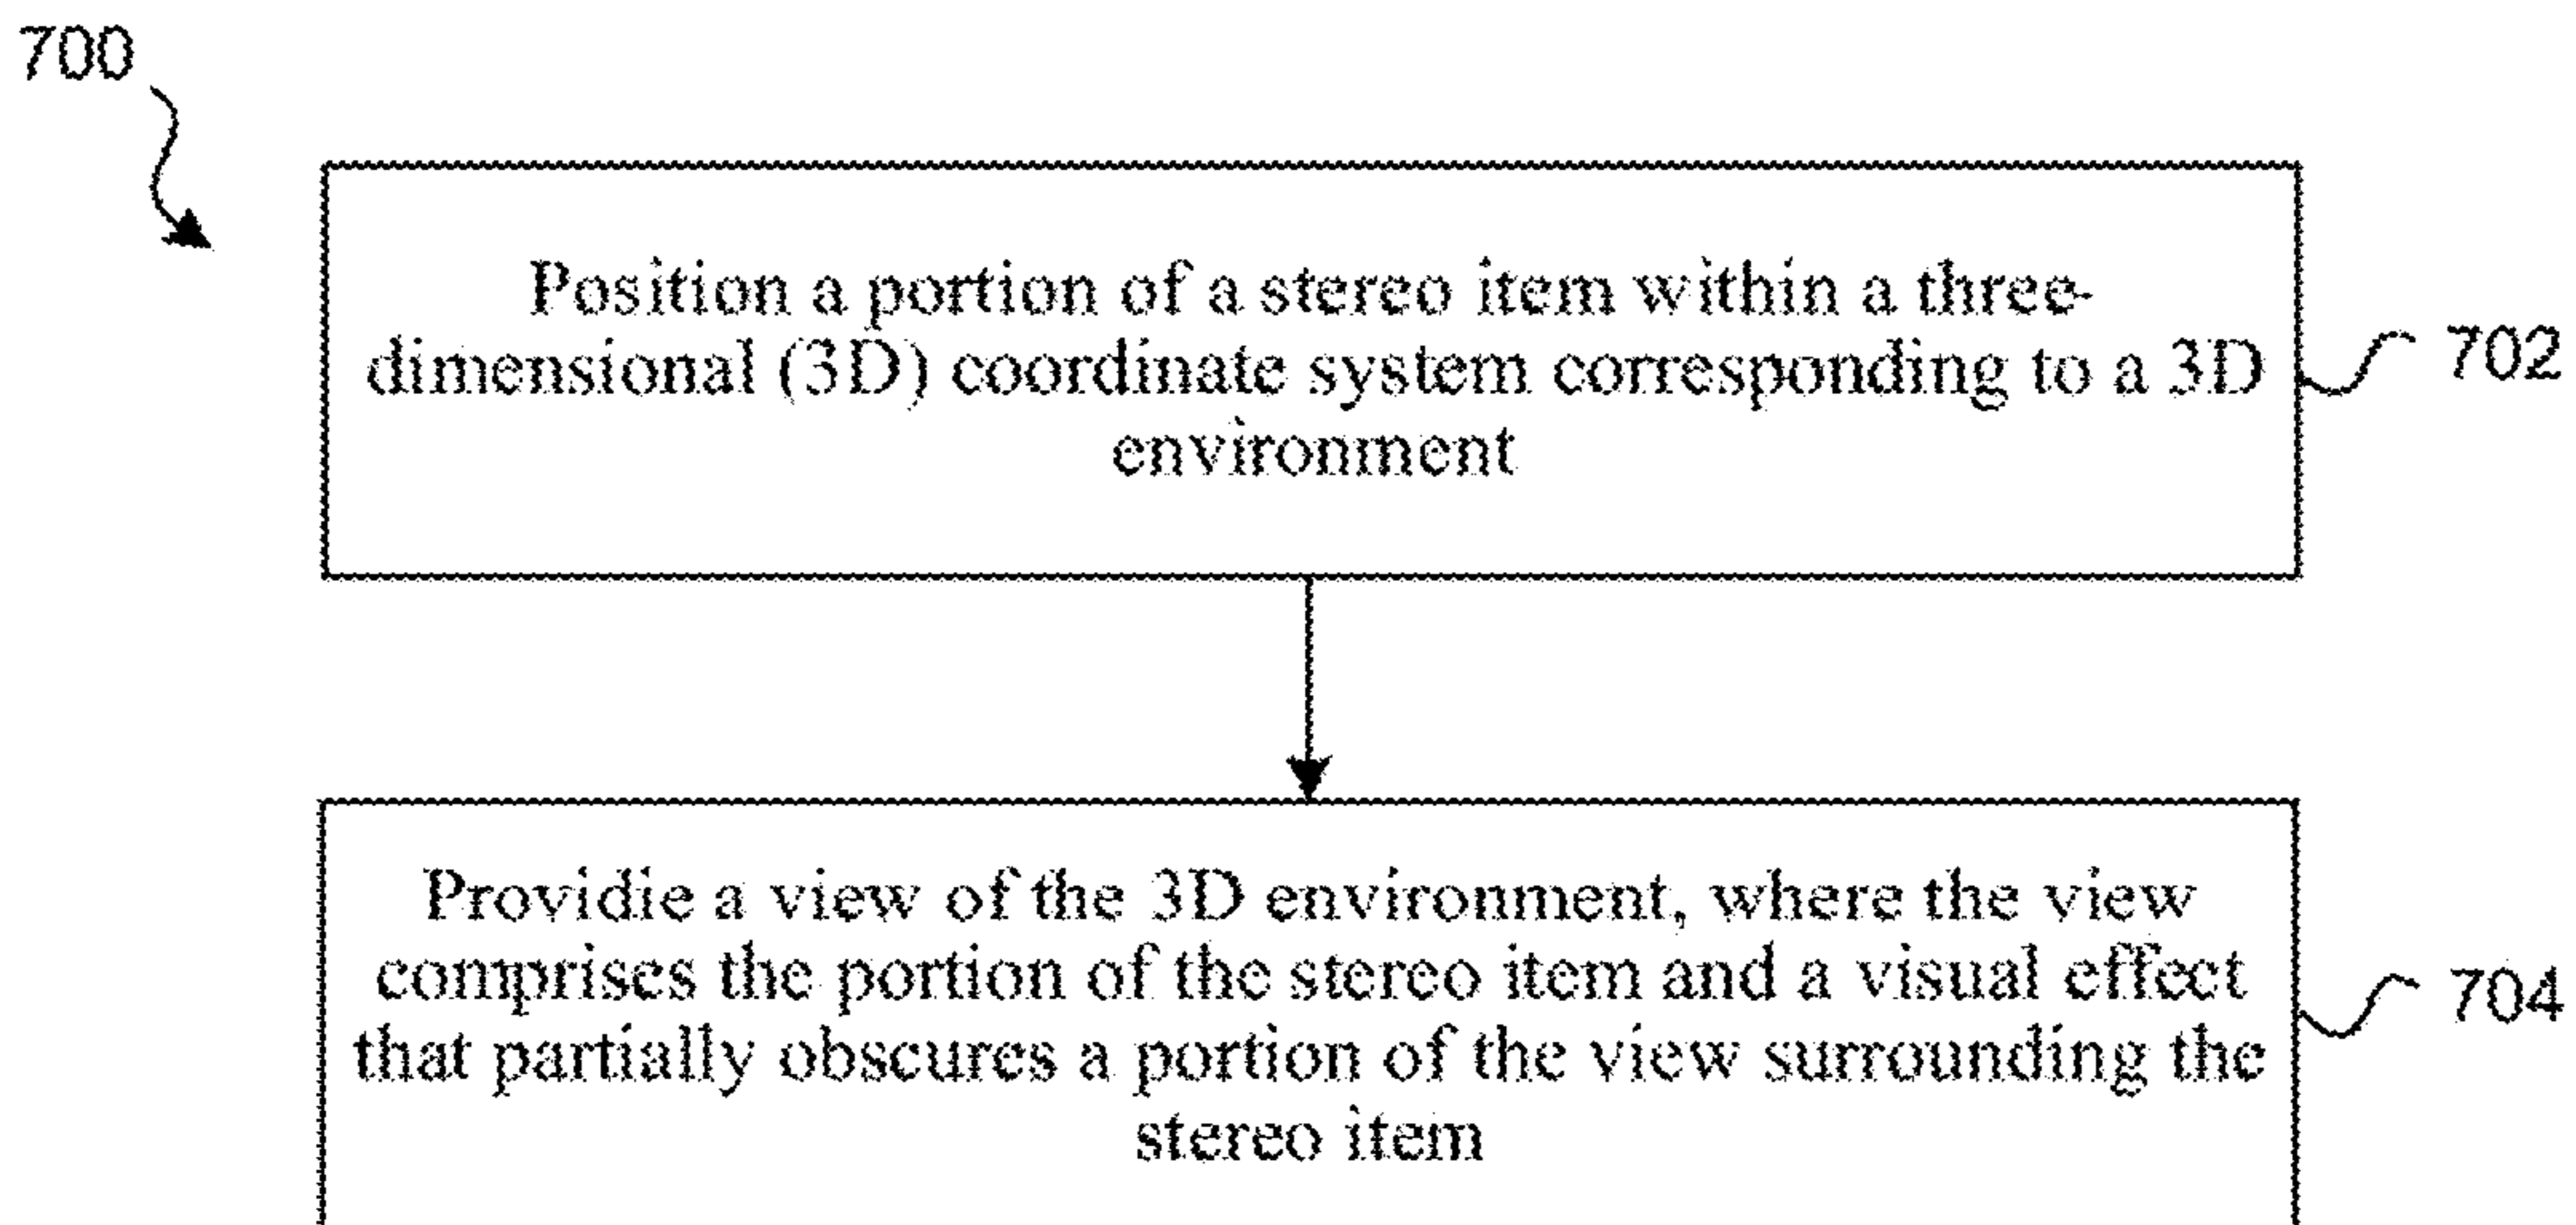 700
Position a portion of a stereo item within a three-
dimensional (3D) coordinate system corresponding to a 3D
environment
702
Providie a view of the 3D environment, where the view
comprises the portion of the stereo item and a visual effect
that partially obscures a portion of the view surrounding the
stereo item
704